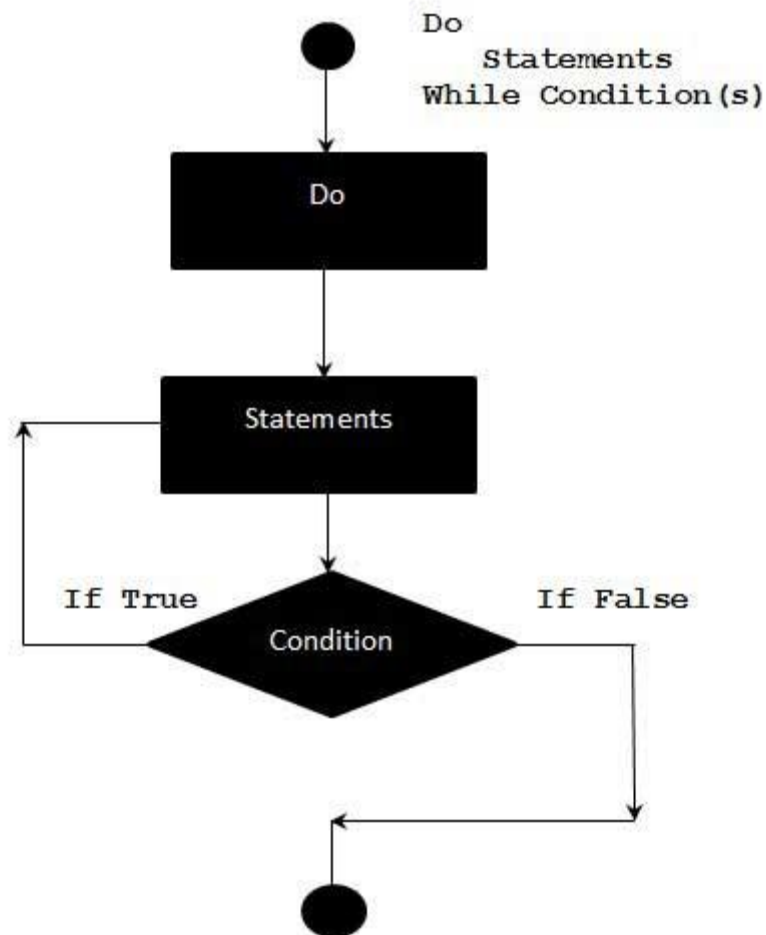 Do
Statements
While Condition(s)
Do
Statements
If True
Condition
If False